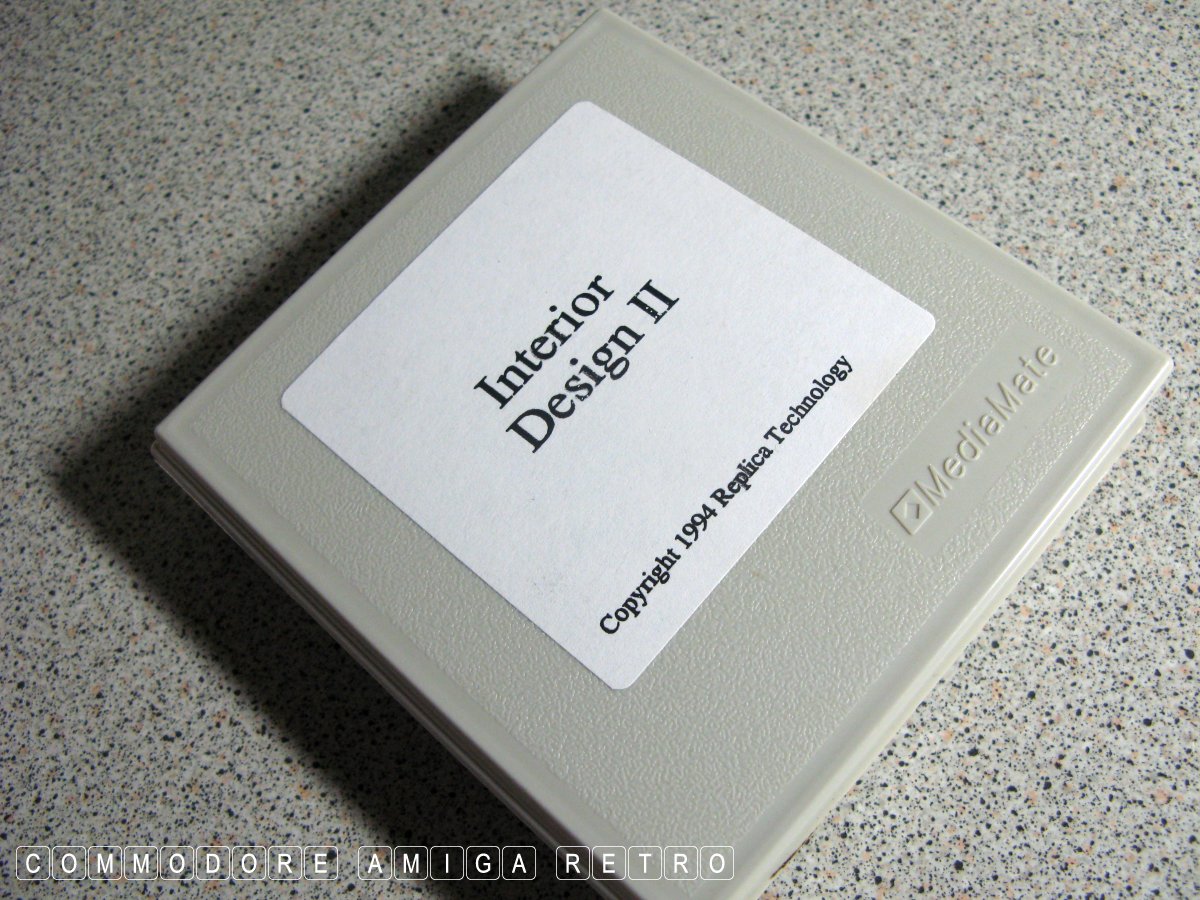 Interior
Design II
Copyright 1994 Replica Technology
MediaMate
COMMODORE AMIGA RETRO